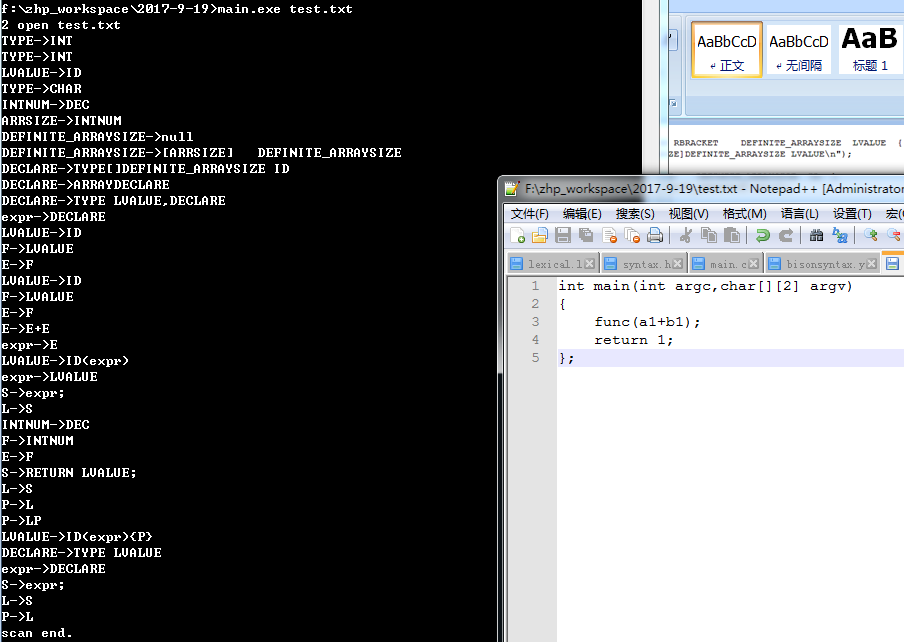 f:\zhp_workspace\2017-9-19>main.exe test.txt
2 open test.txt
TYPE->INT
TYPE->INT
LVALUE->ID
TYPE->CHAR
INTNUM->DEC
ARRSIZE->INTNUM
DEFINITE_ARRAYSIZE->null
DEFINITE_ARRAYSIZE->[ARRSIZE]   DEFINITE_ARRAYSIZE
DECLARE->TYPE[]DEFINITE_ARRAYSIZE ID
DECLARE->ARRAYDECLARE
DECLARE->TYPE LVALUE,DECLARE
expr->DECLARE
LVALUE->ID
F->LVALUE
E->F
LVALUE->ID
F->LVALUE
E->F
E->E+E
expr->E
LVALUE->ID(expr)
expr->LVALUE
S->expr;
L->S
INTNUM->DEC
F->INTNUM
E->F
S->RETURN LVALUE;
L->S
P->L
P->LP
LVALUE->ID(expr){P}
DECLARE->TYPE LVALUE
expr->DECLARE
S->expr;
L->S
P->L
scan end.
AaBbCcD AaBbCcD AaB
正文 无间隔 标题 1
RBRACKET DEFINITE_ARRAYSIZE LVALUE {
ZE]DEFINITE_ARRAYSIZE LVALUE\n");
F:\zhp_workspace\2017-9-19\test.txt - Notepad++ [Administrator
文件(F) 编辑(E) 搜索(S) 视图(V) 格式(M) 语言(L) 设置(T) 宏(
lexical.l syntax.h main.c bisonsyntax.y
1 int main(int argc,char[][2] argv)
2 {
3     func(a1+b1);
4     return 1;
5 };